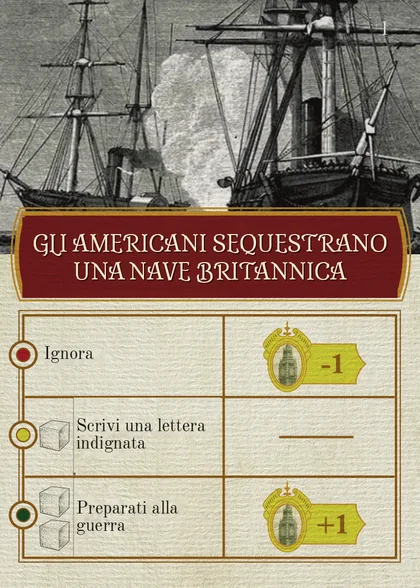 GLI AMERICANI SEQUESTRANO
UNA NAVE BRITANNICA
Ignora
-1
Scrivi una lettera
indignata
Preparati alla
guerra
+1